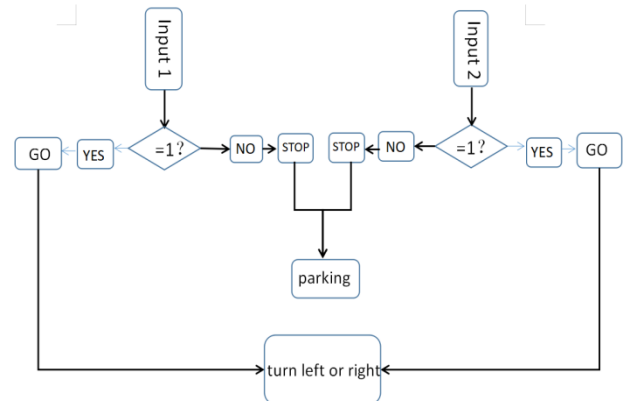 Input 1
Input 2
=1?
=1?
GO
YES
NO
STOP
STOP
NO
YES
GO
parking
turn left or right